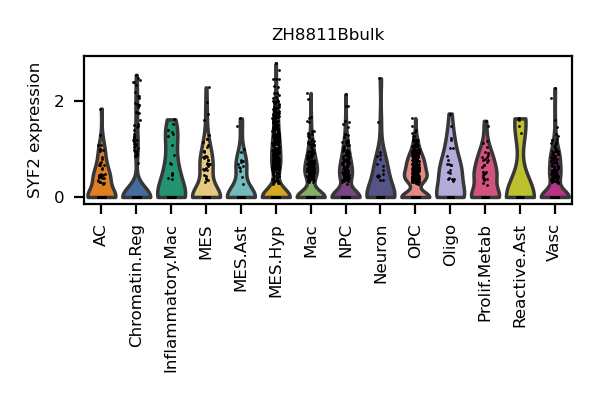 ZH8811Bbulk
SYF2 expression
2
0
AC
Chromatin.Reg
Inflammatory.Mac
MES
MES.Ast
MES.Hyp
Mac
NPC
Neuron
OPC
Oligo
Prolif.Metab
Reactive.Ast
Vasc